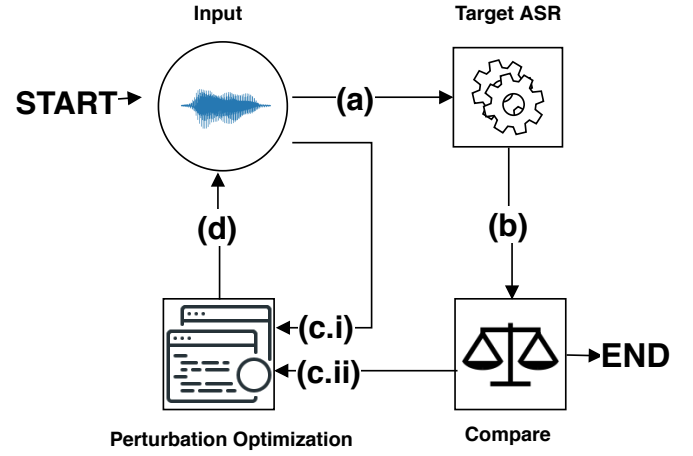 Input
Target ASR
START
(a)
(d)
(b)
(c.i)
(c.ii)
END
Perturbation Optimization
Compare